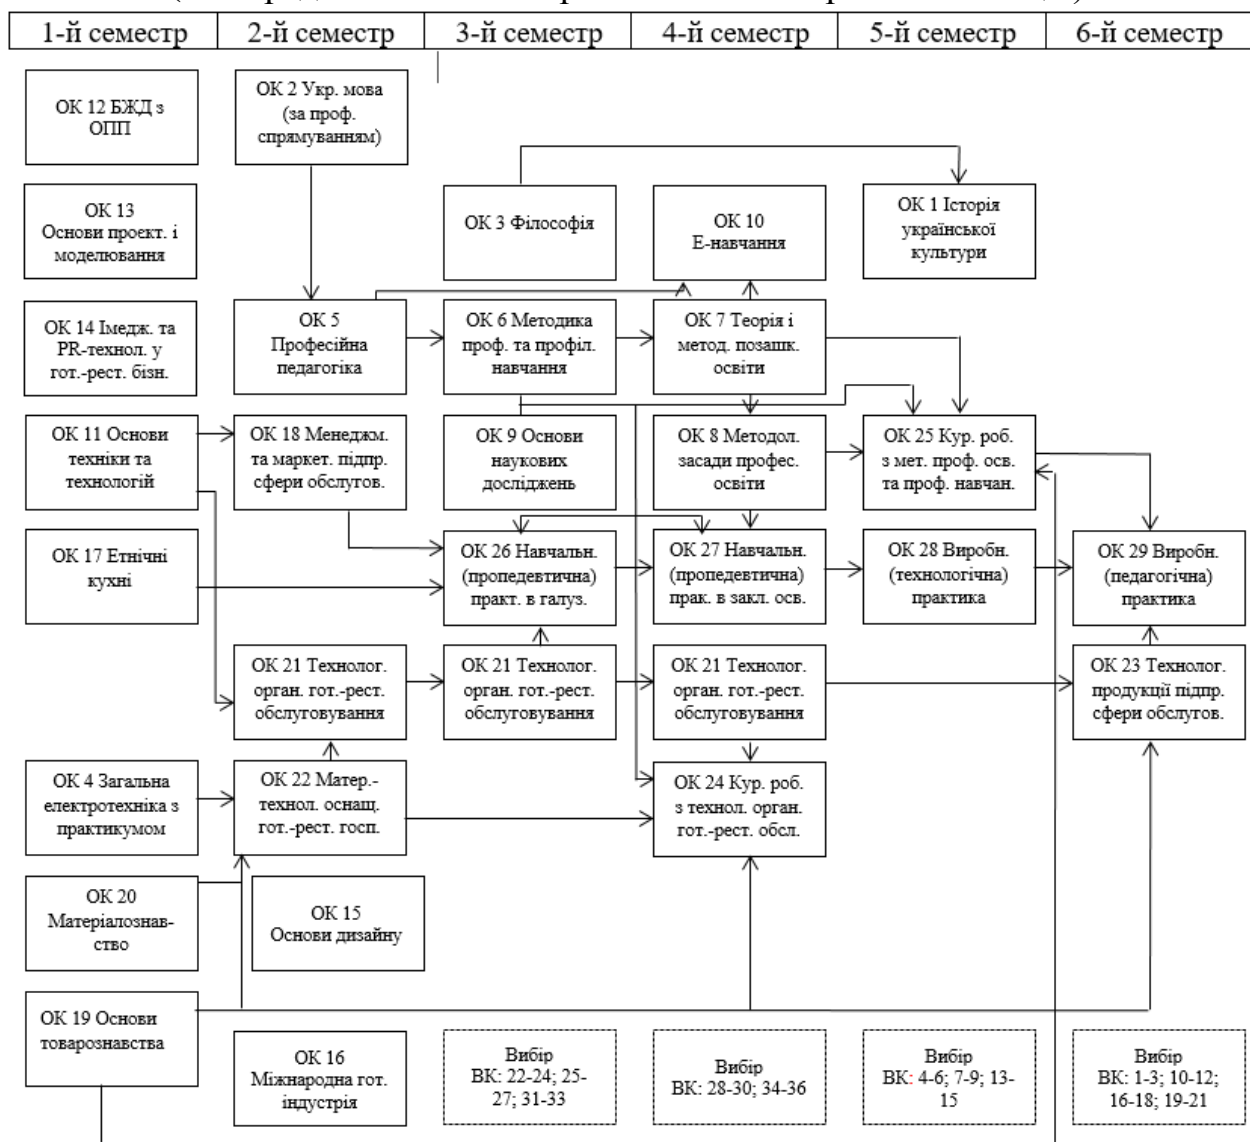 1-й семестр
2-й семестр
3-й семестр
4-й семестр
5-й семестр
6-й семестр
ОК 12 БЖД з
ОПП
ОК 2 Укр. мова
(за проф.
спрямуванням)
ОК 13
Основи проект. і
моделювання
ОК 3 Філософія
ОК 10
Е-навчання
ОК 1 Історія
української
культури
ОК 14 Імедж. та
PR-технол. у
гот.-рест. бізн.
ОК 5
Професійна
педагогіка
ОК 6 Методика
проф. та профіл.
навчання
ОК 7 Теорія і
метод. позашк.
освіти
ОК 11 Основи
техніки та
технологій
ОК 18 Менеджм.
та маркет. підпр.
сфери обслугов.
ОК 9 Основи
наукових
досліджень
ОК 8 Методол.
засади профес.
освіти
ОК 25 Кур. роб.
з мет. проф. осв.
та проф. навчан.
ОК 17 Етнічні
кухні
ОК 26 Навчальн.
(пропедевтична)
практ. в галуз.
ОК 27 Навчальн.
(пропедевтична)
прак. в закл. осв.
ОК 28 Виробн.
(технологічна)
практика
ОК 29 Виробн.
(педагогічна)
практика
ОК 21 Технолог.
орган. гот.-рест.
обслуговування
ОК 21 Технолог.
орган. гот.-рест.
обслуговування
ОК 21 Технолог.
орган. гот.-рест.
обслуговування
ОК 23 Технолог.
продукції підпр.
сфери обслугов.
ОК 4 Загальна
електротехніка з
практикумом
ОК 22 Матер.-
технол. оснащ.
гот.-рест. госп.
ОК 24 Кур. роб.
з технол. орган.
гот.-рест. обсл.
ОК 20
Матеріалознав-
ство
ОК 15
Основи дизайну
ОК 19 Основи
товарознавства
ОК 16
Міжнародна гот.
індустрія
Вибір
ВК: 22-24; 25-
27; 31-33
Вибір
ВК: 28-30; 34-36
Вибір
ВК: 4-6; 7-9; 13-
15
Вибір
ВК: 1-3; 10-12;
16-18; 19-21